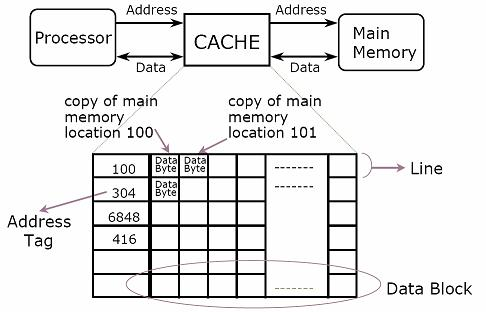 Address
Address
Processor
CACHE
Main
Memory
Data
Data
copy of main
memory
location 100
copy of main
memory
location 101
100
Data
Byte
Data
Byte
Line
304
Data
Byte
Address
Tag
6848
416
Data Block